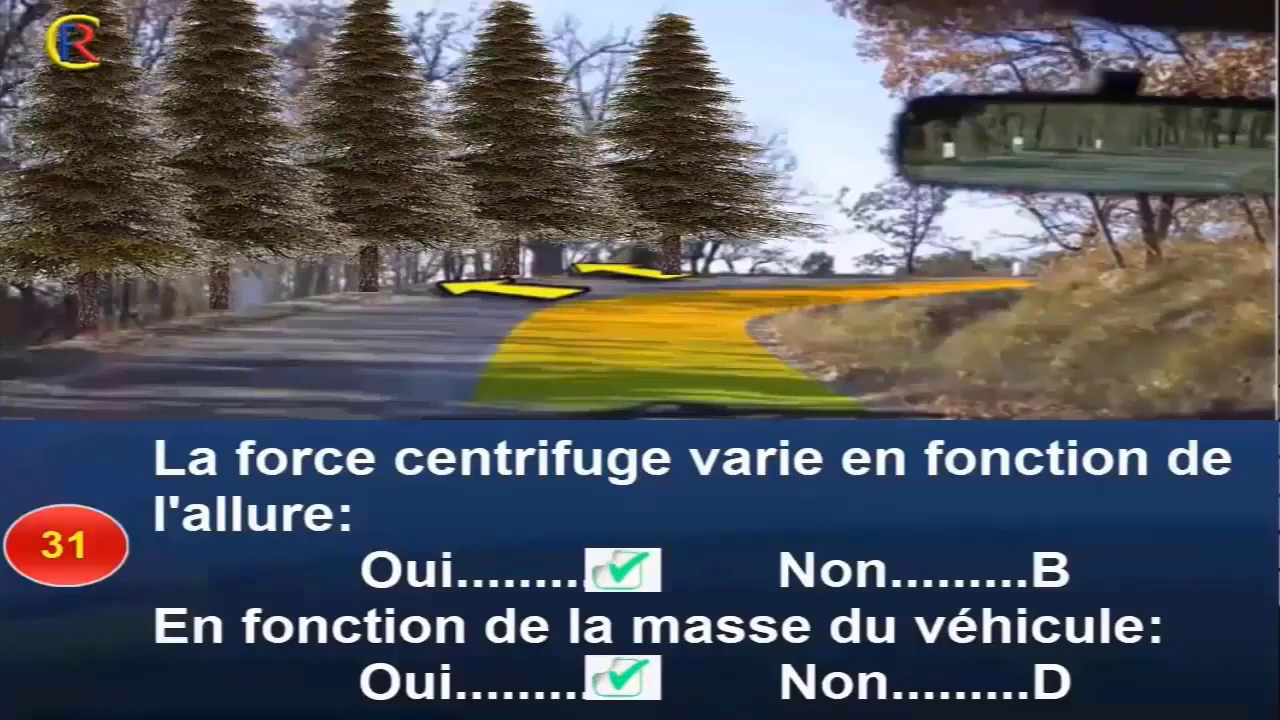 CFR
La force centrifuge varie en fonction de
l'allure:
31
Oui........ Non.........B
En fonction de la masse du véhicule:
Oui........ Non.........D